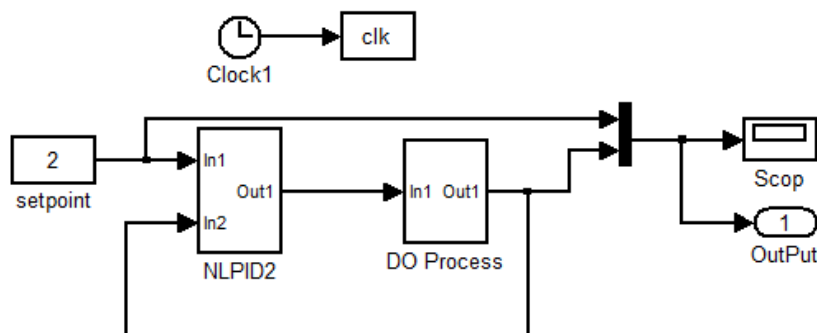 clk
Clock1
2
setpoint
In1
In2
Out1
NLPID2
In1
Out1
DO Process
Scop
1
OutPut